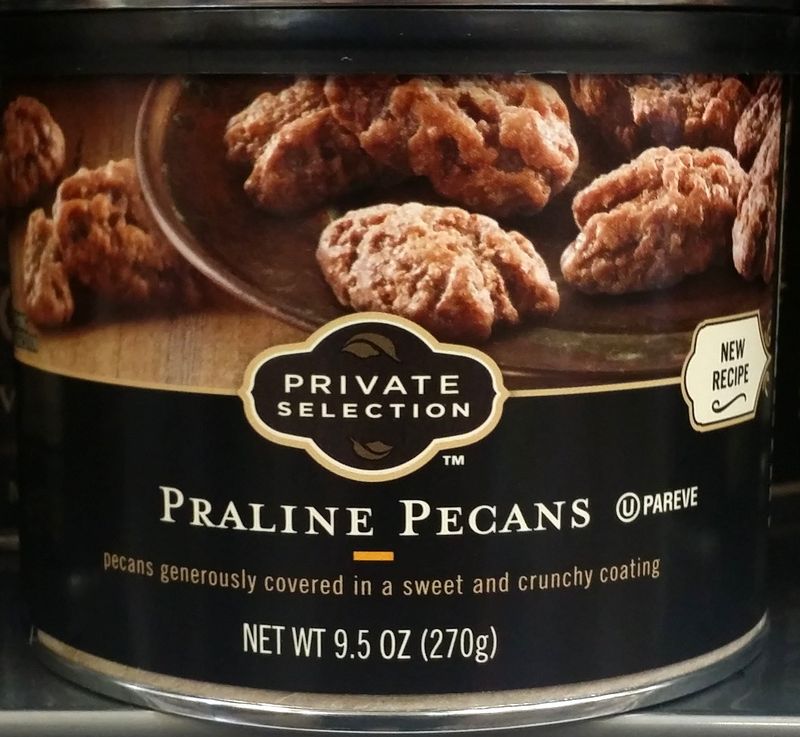 NEW
RECIPE
PRIVATE
SELECTION
TM
PRALINE PECANS U PAREVE
pecans generously covered in a sweet and crunchy coating
NET WT 9.5 OZ (270g)